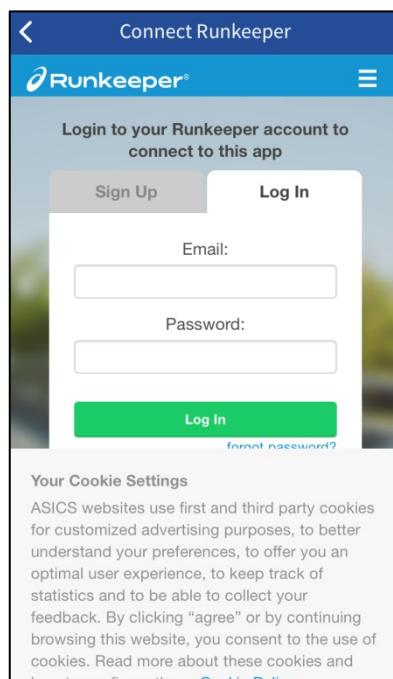 Connect Runkeeper
Runkeeper®
Login to your Runkeeper account to
connect to this app
Sign Up
Log In
Email:
Password:
Log In
forgot password?
Your Cookie Settings
ASICS websites use first and third party cookies
for customized advertising purposes, to better
understand your preferences, to offer you an
optimal user experience, to keep track of
statistics and to be able to collect your
feedback. By clicking “agree” or by continuing
browsing this website, you consent to the use of
cookies. Read more about these cookies and